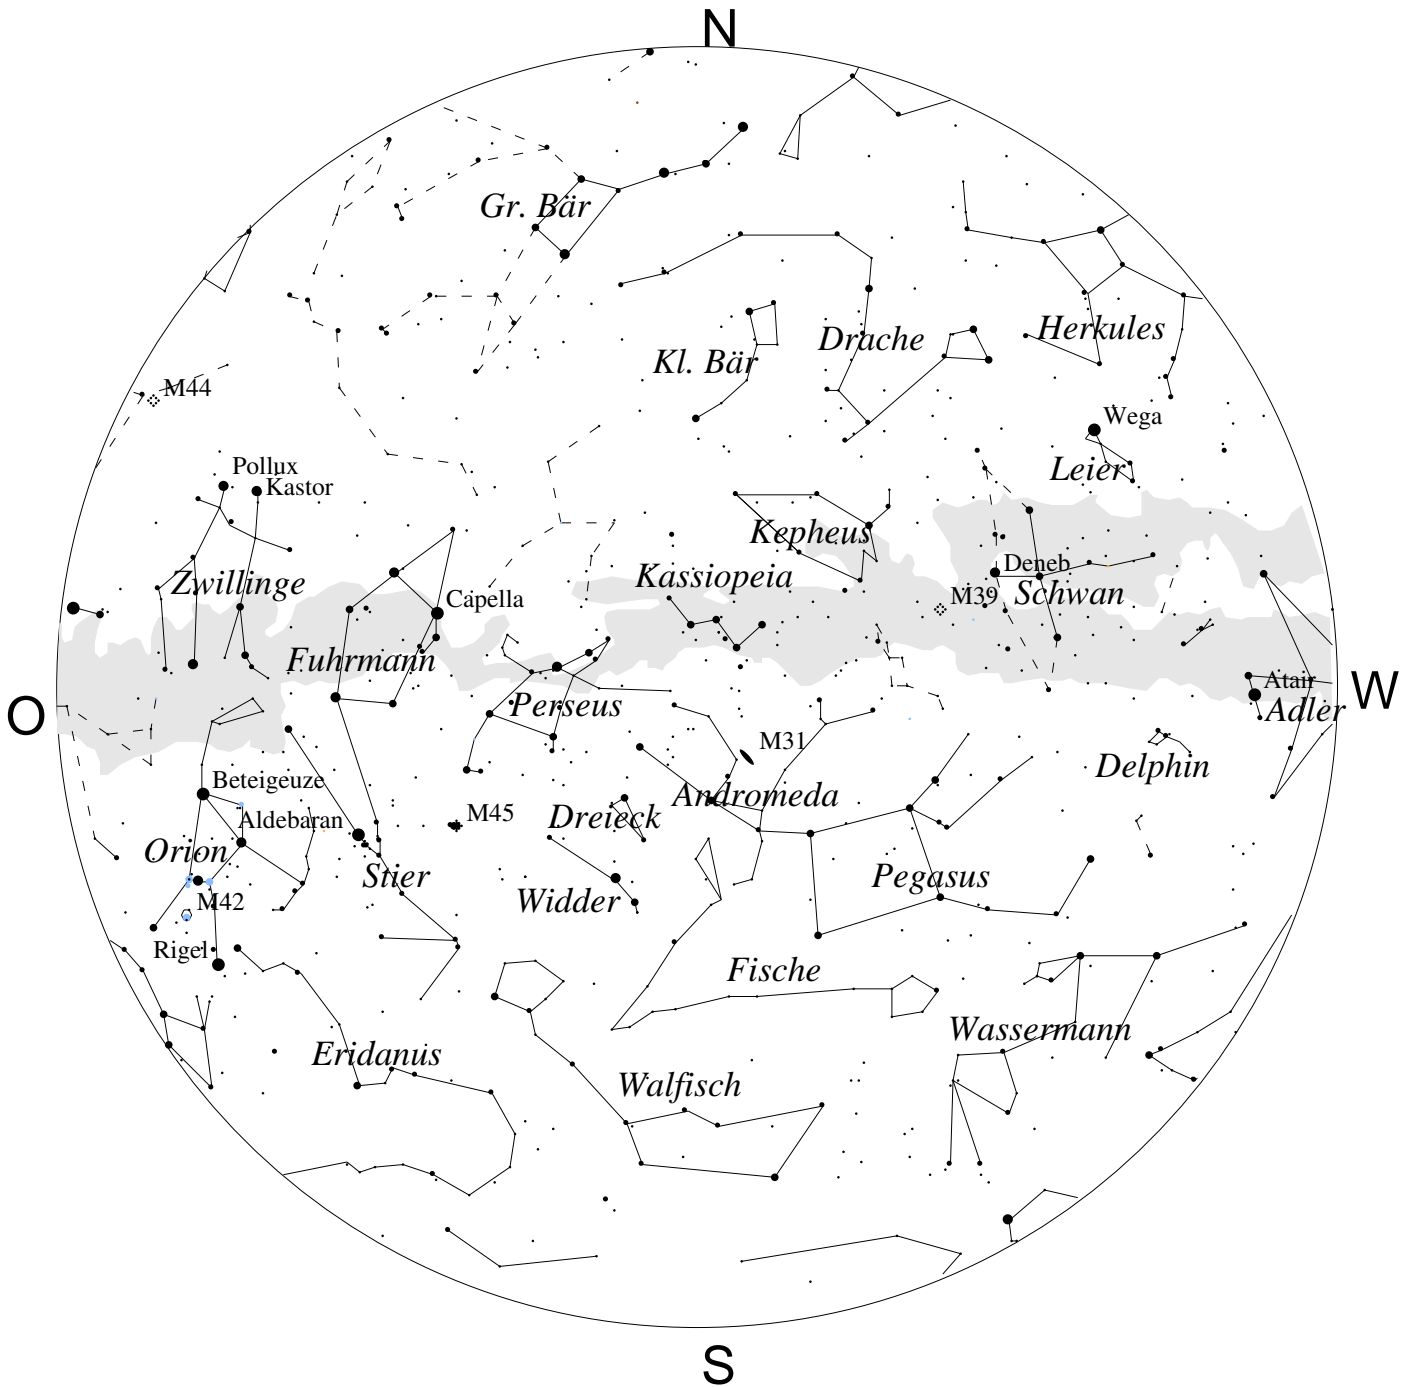 N
Gr. Bär
Herkules
Drache
Kl. Bär
M44
Wega
Pollux
Leier
Kastor
Kepheus
Deneb
Kassiopeia
Zwillinge
Schwan
M39
Capella
Fuhrmann
Atair
W
O
Perseus
Adler
M31
Delphin
Beteigeuze
Andromeda
M45
Dreieck
Aldebaran
Orion
Stier
Pegasus
Widder
M42
Rigel
Fische
Wassermann
Eridanus
Walfisch
S